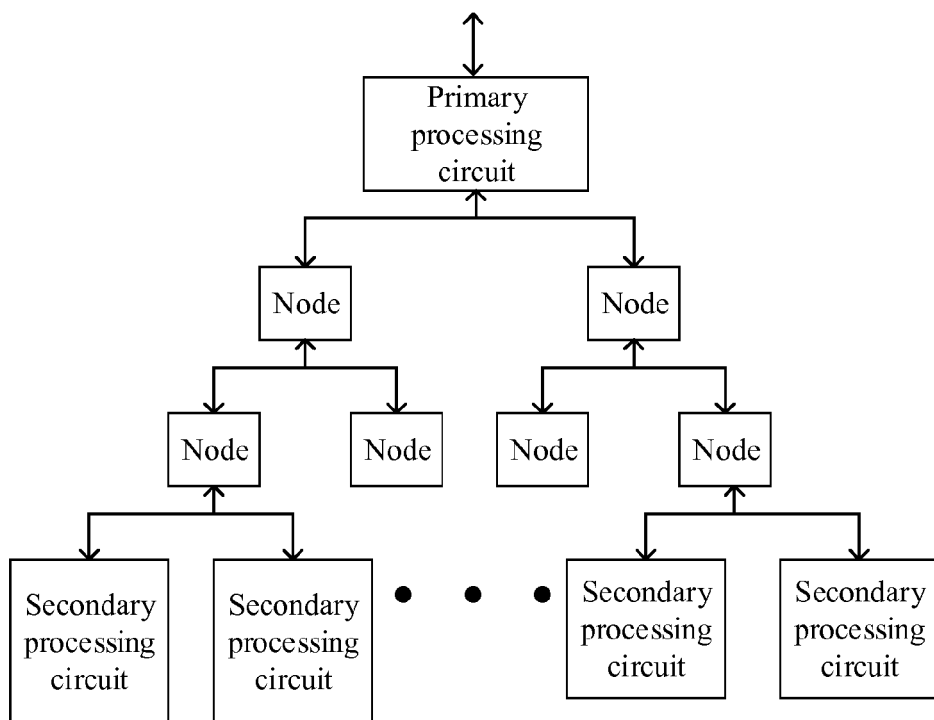 Primary
processing
circuit
Node
Node
Node
Node
Node
Node
Secondary
processing
circuit
Secondary
processing
circuit
Secondary
processing
circuit
Secondary
processing
circuit